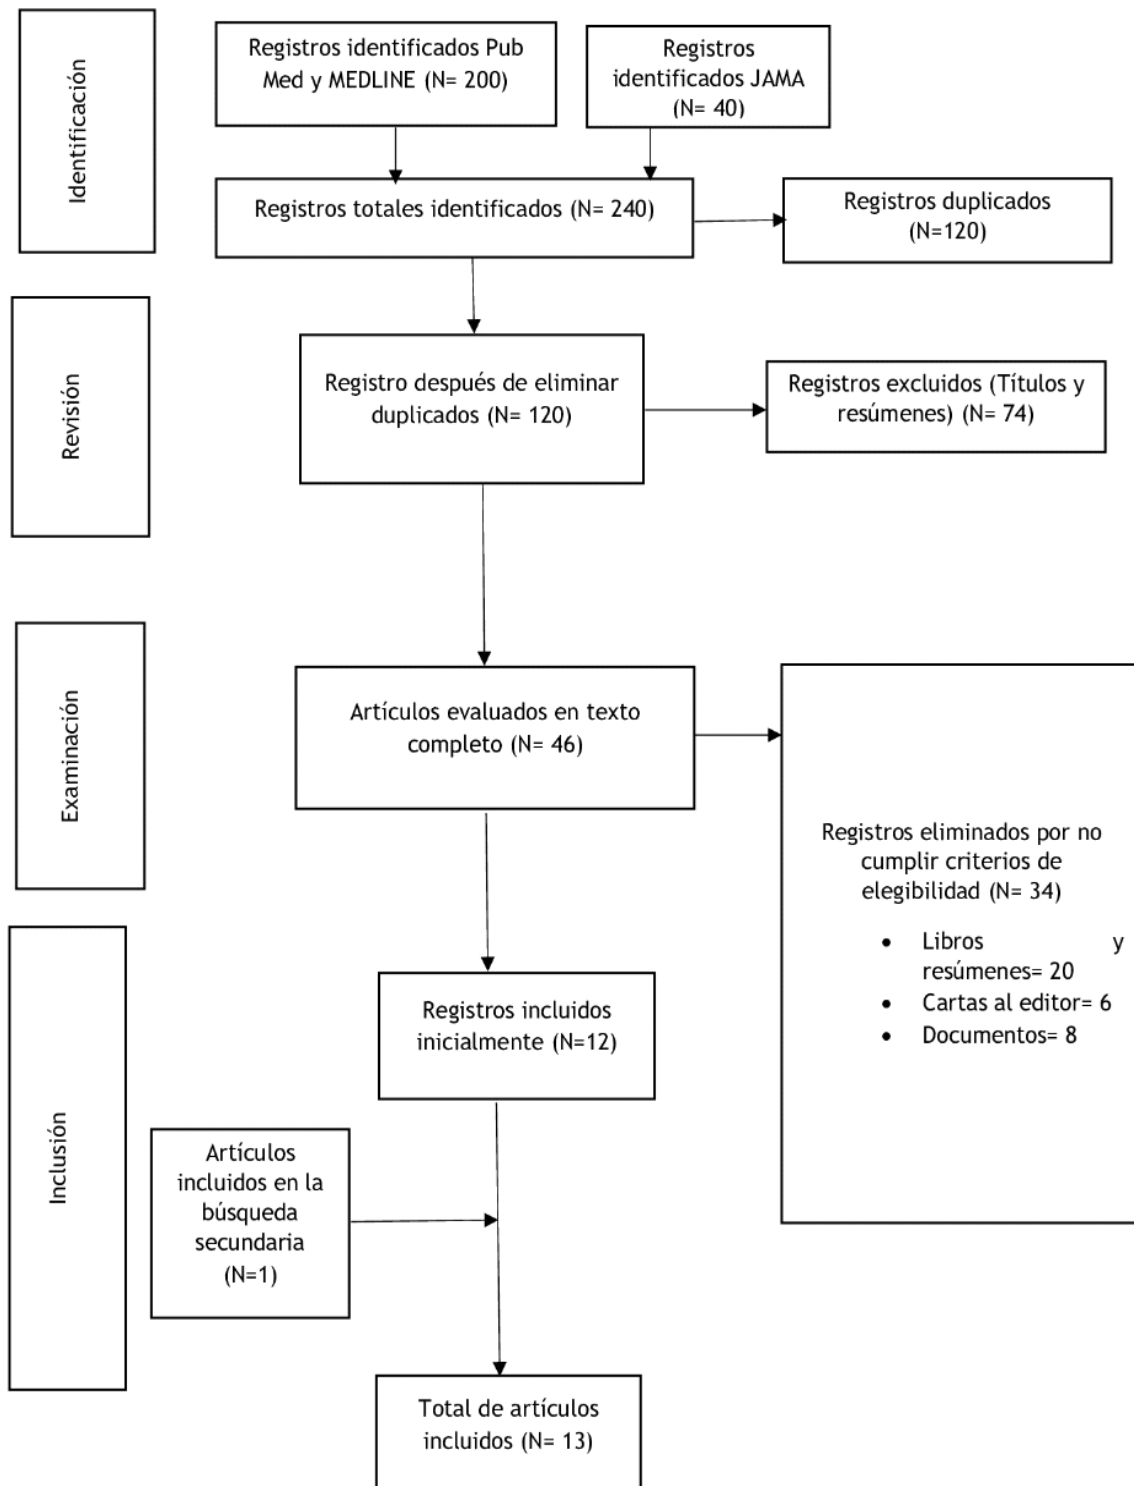 Identificación
Registros identificados Pub
Med y MEDLINE (N= 200)
Registros
identificados JAMA
(N= 40)
Registros totales identificados (N= 240)
Registros duplicados
(N=120)
Revisión
Registro después de eliminar
duplicados (N= 120)
Registros excluidos (Títulos y
resúmenes) (N= 74)
Examinación
Artículos evaluados en texto
completo (N= 46)
Registros eliminados por no
cumplir criterios de
elegibilidad (N= 34)
• Libros y
resúmenes= 20
• Cartas al editor= 6
• Documentos= 8
Inclusión
Registros incluidos
inicialmente (N=12)
Artículos
incluidos en la
búsqueda
secundaria
(N=1)
Total de artículos
incluidos (N= 13)